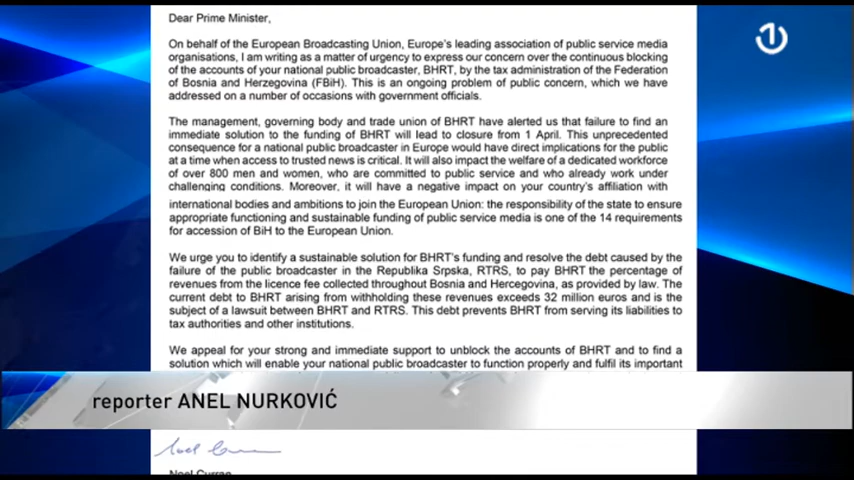 Dear Prime Minister,
On behalf of the European Broadcasting Union, Europe's leading association of public service media
organisations, I am writing as a matter of urgency to express our concern over the continuous blocking
of the accounts of your national public broadcaster, BHRT, by the tax administration of the Federation
of Bosnia and Herzegovina (FBiH). This is an ongoing problem of public concern, which we have
addressed on a number of occasions with government officials.
The management, governing body and trade union of BHRT have alerted us that failure to find an
immediate solution to the funding of BHRT will lead to closure from 1 April. This unprecedented
consequence for a national public broadcaster in Europe would have direct implications for the public
at a time when access to trusted news is critical. It will also impact the welfare of a dedicated workforce
of over 800 men and women, who are committed to public service and who already work under
challenging conditions. Moreover, it will have a negative impact on your country's affiliation with
international bodies and ambitions to join the European Union: the responsibility of the state to ensure
appropriate functioning and sustainable funding of public service media is one of the 14 requirements
for accession of BiH to the European Union.
We urge you to identify a sustainable solution for BHRT's funding and resolve the debt caused by the
failure of the public broadcaster in the Republika Srpska, RTRS, to pay BHRT the percentage of
revenues from the licence fee collected throughout Bosnia and Hercegovina, as provided by law. The
current debt to BHRT arising from withholding these revenues exceeds 32 million euros and is the
subject of a lawsuit between BHRT and RTRS. This debt prevents BHRT from serving its liabilities to
tax authorities and other institutions.
We appeal for your strong and immediate support to unblock the accounts of BHRT and to find a
solution which will enable your national public broadcaster to function properly and fulfil its important
reporter ANEL NURKOVIĆ
Noel Curran